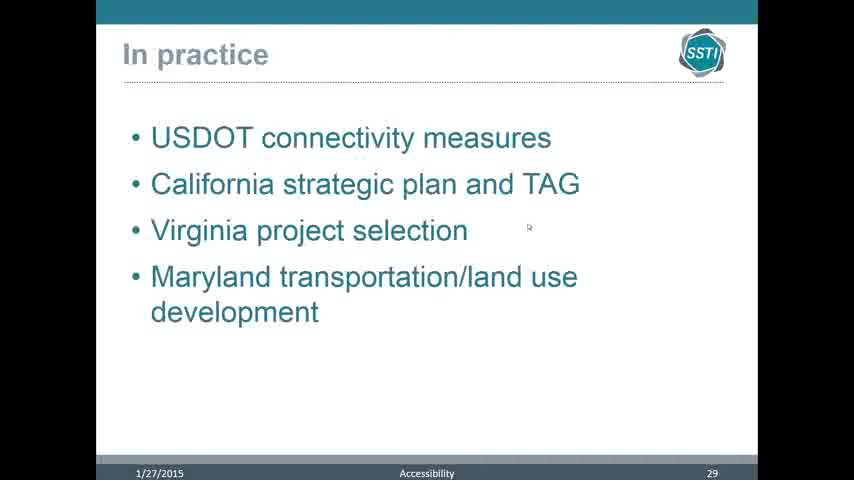 In practice
SSTI
• USDOT connectivity measures
• California strategic plan and TAG
• Virginia project selection
• Maryland transportation/land use
development
1/27/2015
Accessibility
29